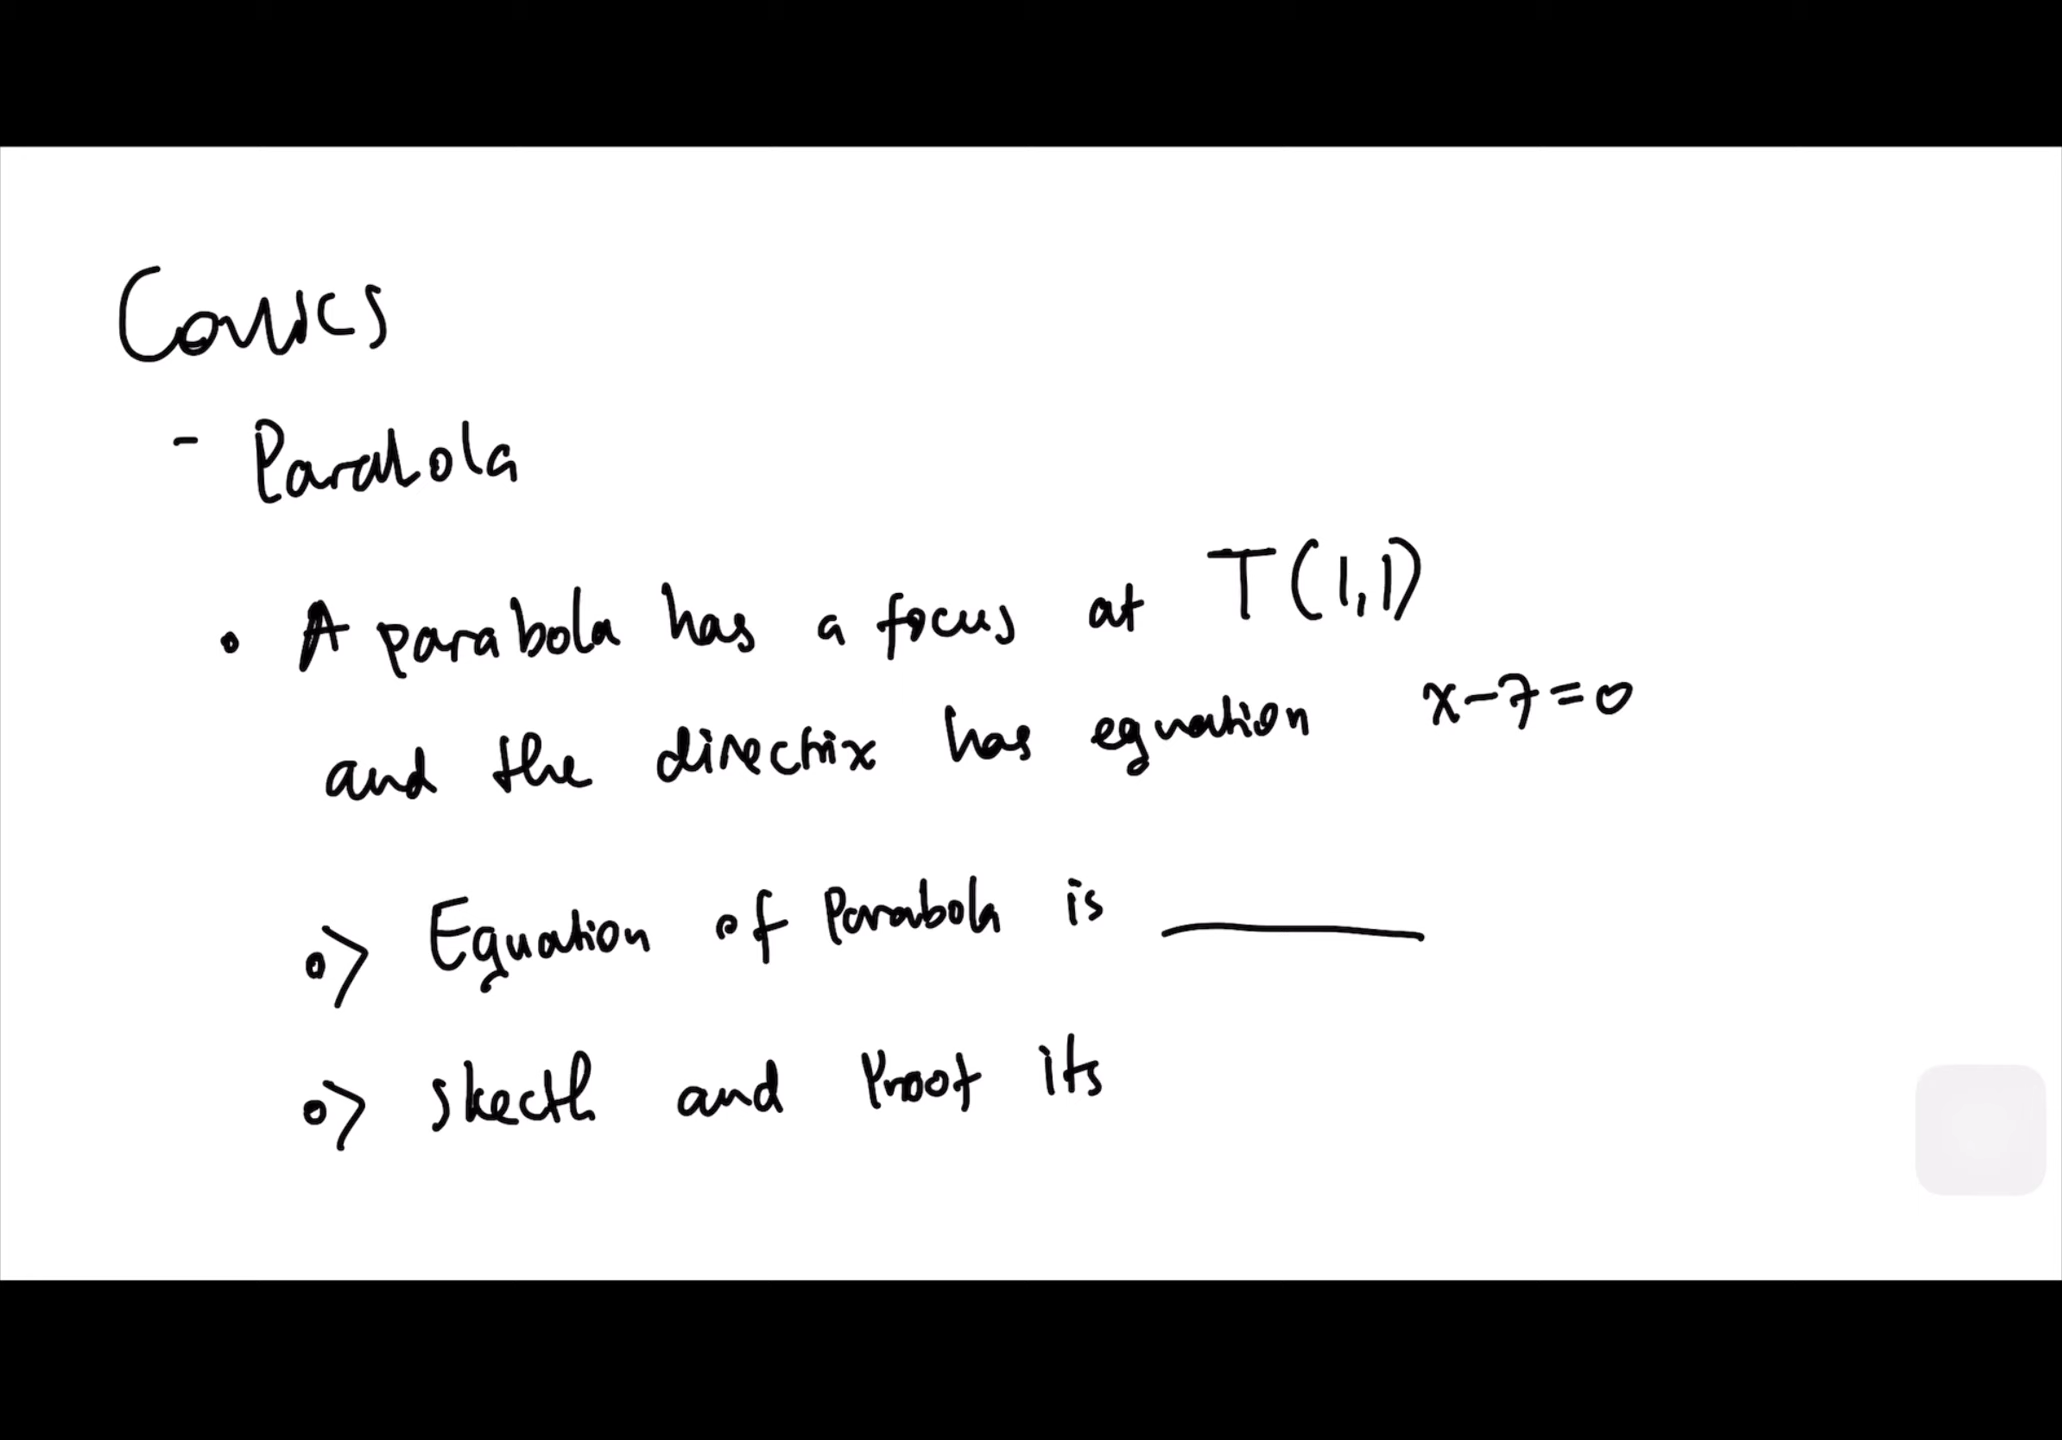 Conics
- Parabola
• A parabola has a focus at T(1,1)
and the directrix has equation x-7=0
o> Equation of Parabola is ______
o> skecth and Proof its